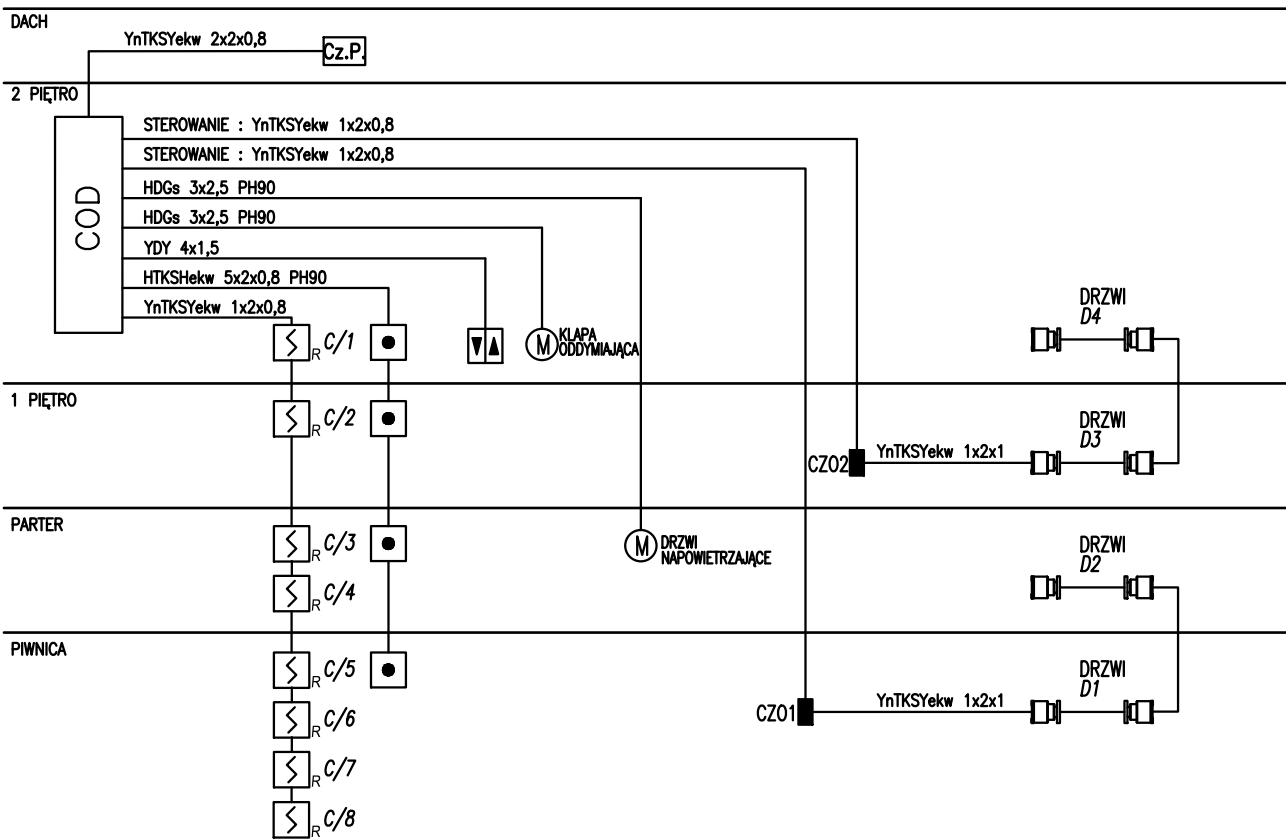 DACH
YnTKSYekw 2x2x0,8
Cz.P.
2 PIĘTRO
COD
STEROWANIE : YnTKSYekw 1x2x0,8
STEROWANIE : YnTKSYekw 1x2x0,8
HDGs 3x2,5 PH90
HDGs 3x2,5 PH90
YDY 4x1,5
HTKSHekw 5x2x0,8 PH90
YnTKSYekw 1x2x0,8
R C/1
M
KLAPA
ODDYMIAJĄCA
DRZWI
D4
1 PIĘTRO
R C/2
CZO2
YnTKSYekw 1x2x1
DRZWI
D3
PARTER
R C/3
R C/4
M
DRZWI
NAPOWIETRZAJĄCE
DRZWI
D2
PIWNICA
R C/5
R C/6
R C/7
R C/8
CZO1
YnTKSYekw 1x2x1
DRZWI
D1